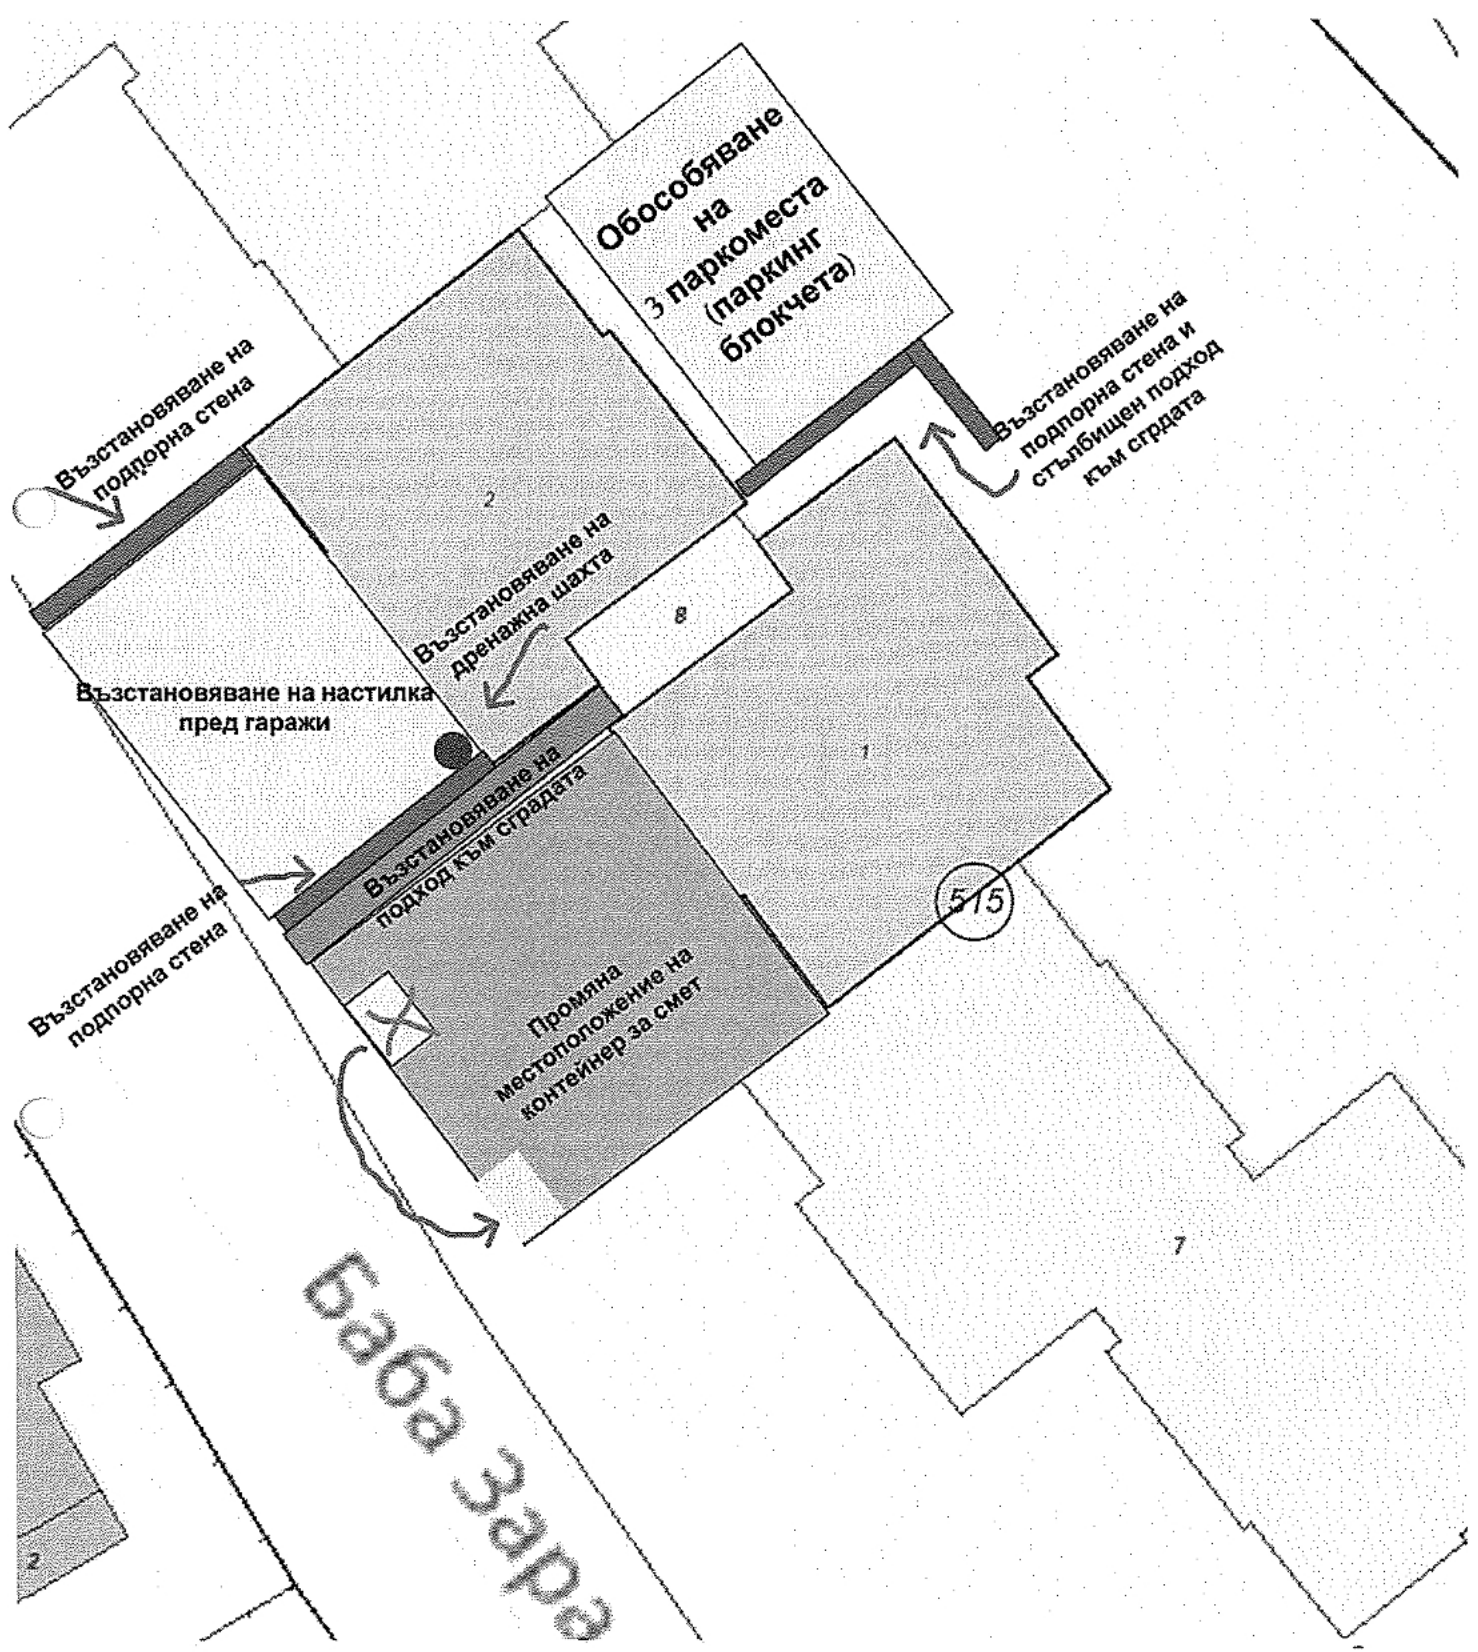 Обособяване
на
3 паркоместа
(паркинг
блокчета)
Възстановяване на
подпорна стена и
стълбищен подход
към сгрдата
Възстановяване на
подпорна стена
2
Възстановяване на
дренажна шахта
8
Възстановяване на настилка
пред гаражи
1
Възстановяване на
подход към сградата
515
Възстановяване на
подпорна стена
Промяна
местоположение на
контейнер за смет
7
Баба Зара
2